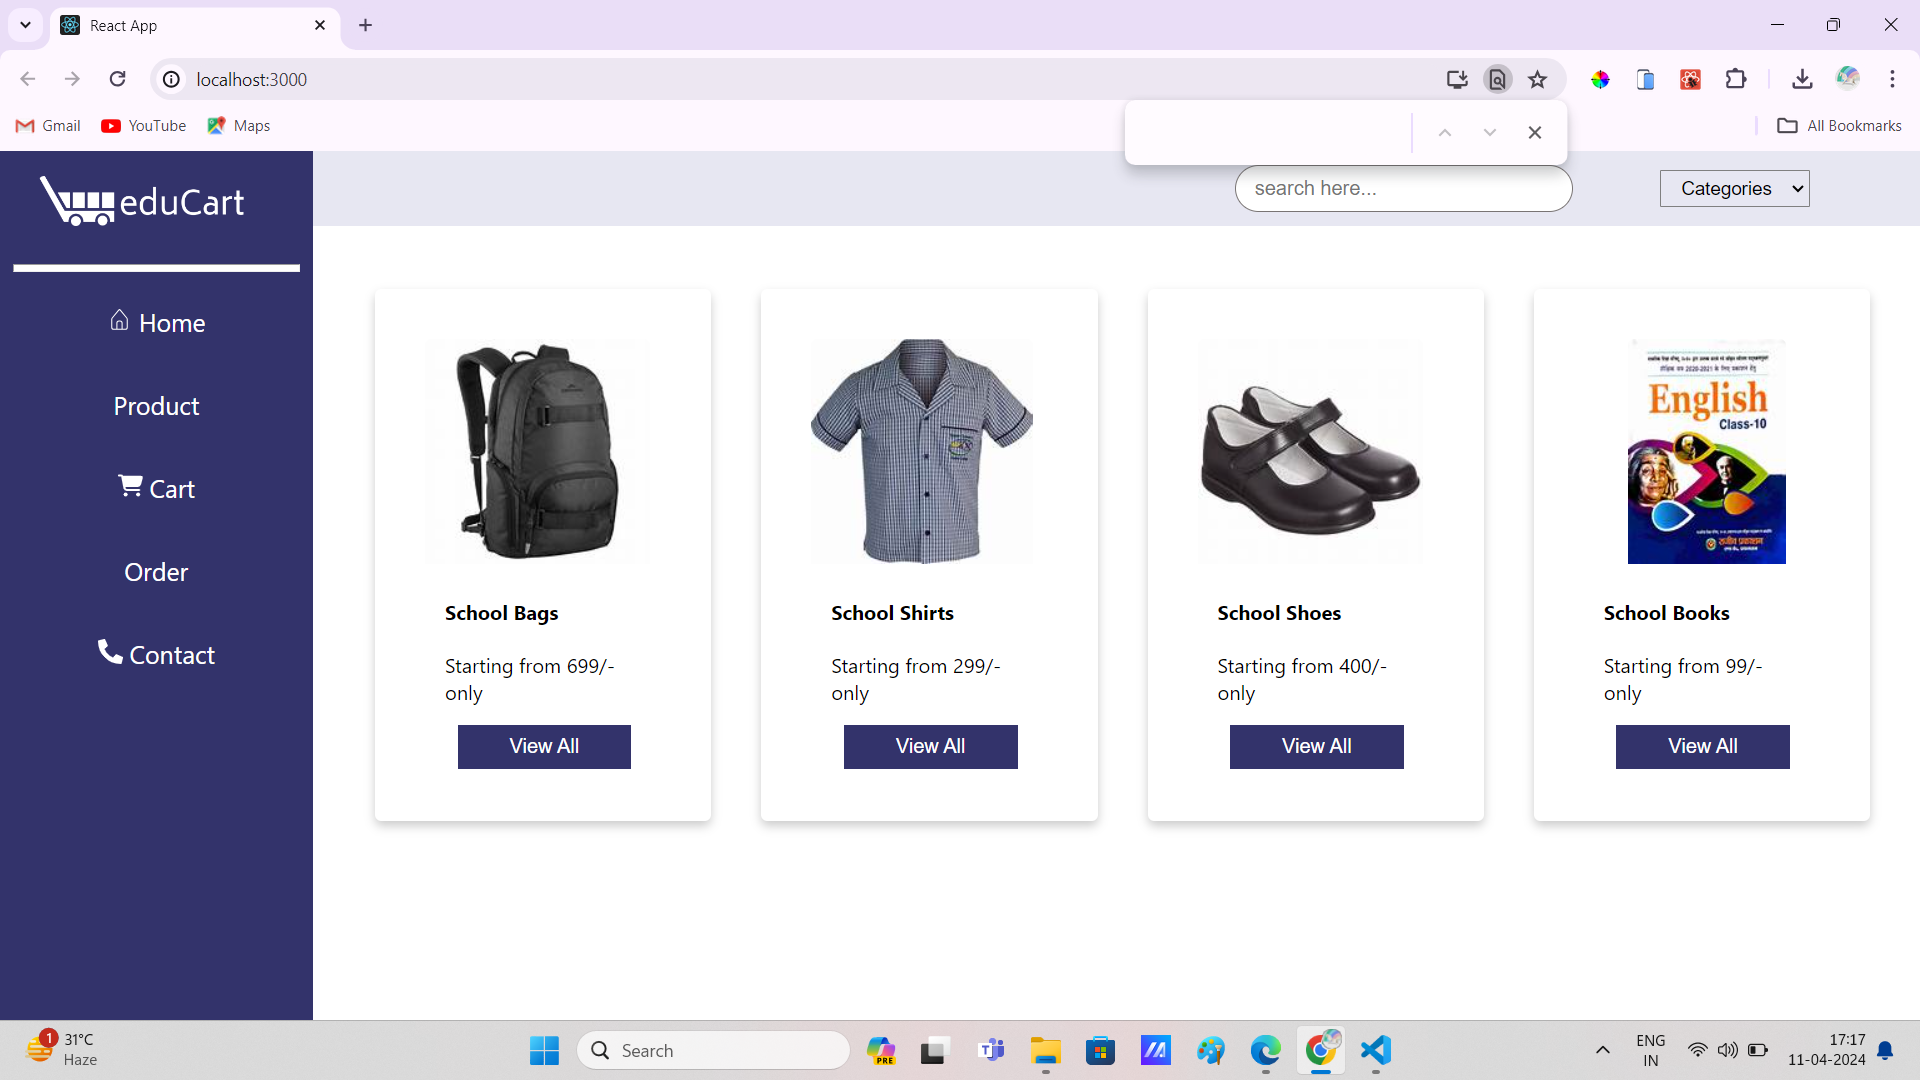 React App
localhost:3000
Gmail YouTube Maps All Bookmarks
eduCart
search here...
Categories
Home
Product
Cart
Order
Contact
English
Class-10
School Bags
Starting from 699/-
only
View All
School Shirts
Starting from 299/-
only
View All
School Shoes
Starting from 400/-
only
View All
School Books
Starting from 99/-
only
View All
1
31°C
Haze
Search
PRE
ENG
IN
17:17
11-04-2024